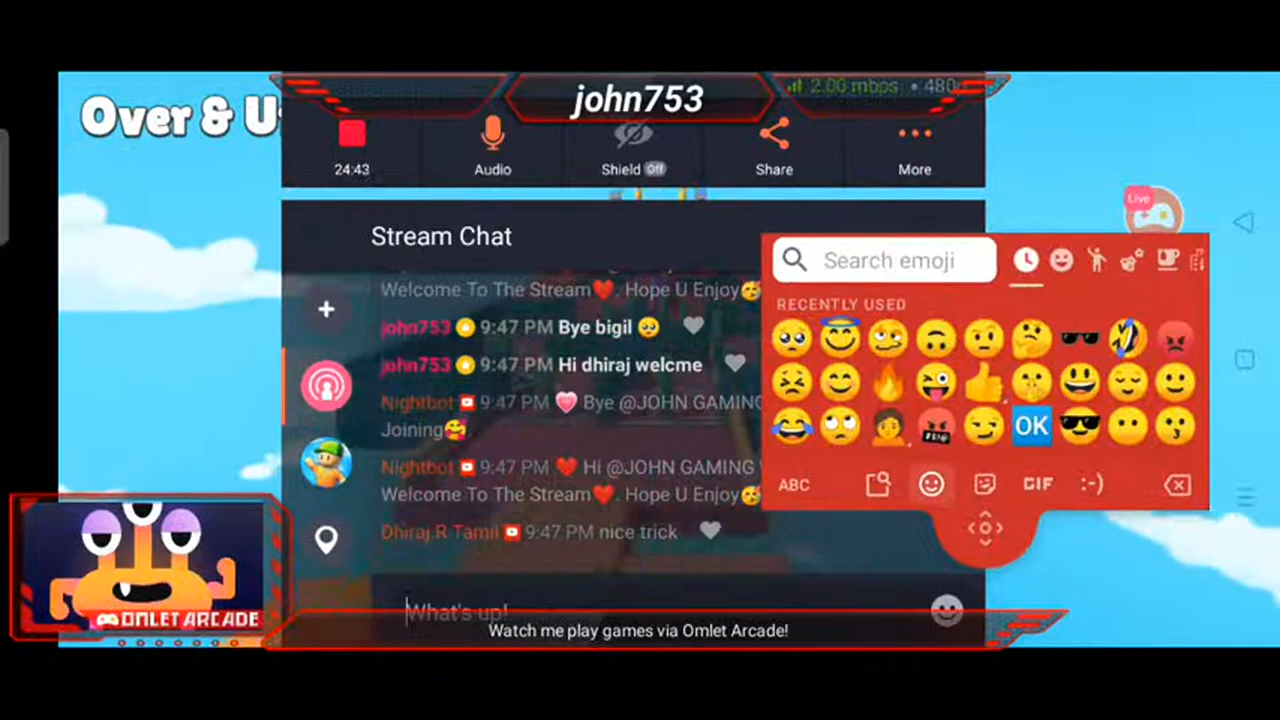 Over & U
john753
2.00 mbps • 480
24:43
Audio
Shield Off
Share
More
Stream Chat
Welcome To The Stream❤️. Hope U Enjoy🥳
john753 9:47 PM Bye bigil 🥺
john753 9:47 PM Hi dhiraj welcme
Nightbot 9:47 PM 💗 Bye @JOHN GAMING
Joining🥰.
Nightbot 9:47 PM ❤️ Hi @JOHN GAMING
Welcome To The Stream❤️. Hope U Enjoy🥳
Dhiraj.R Tamil 9:47 PM nice trick
What's up!
Watch me play games via Omlet Arcade!
Live
Search emoji
RECENTLY USED
OK
ABC
GIF
:-)
OMLET ARCADE